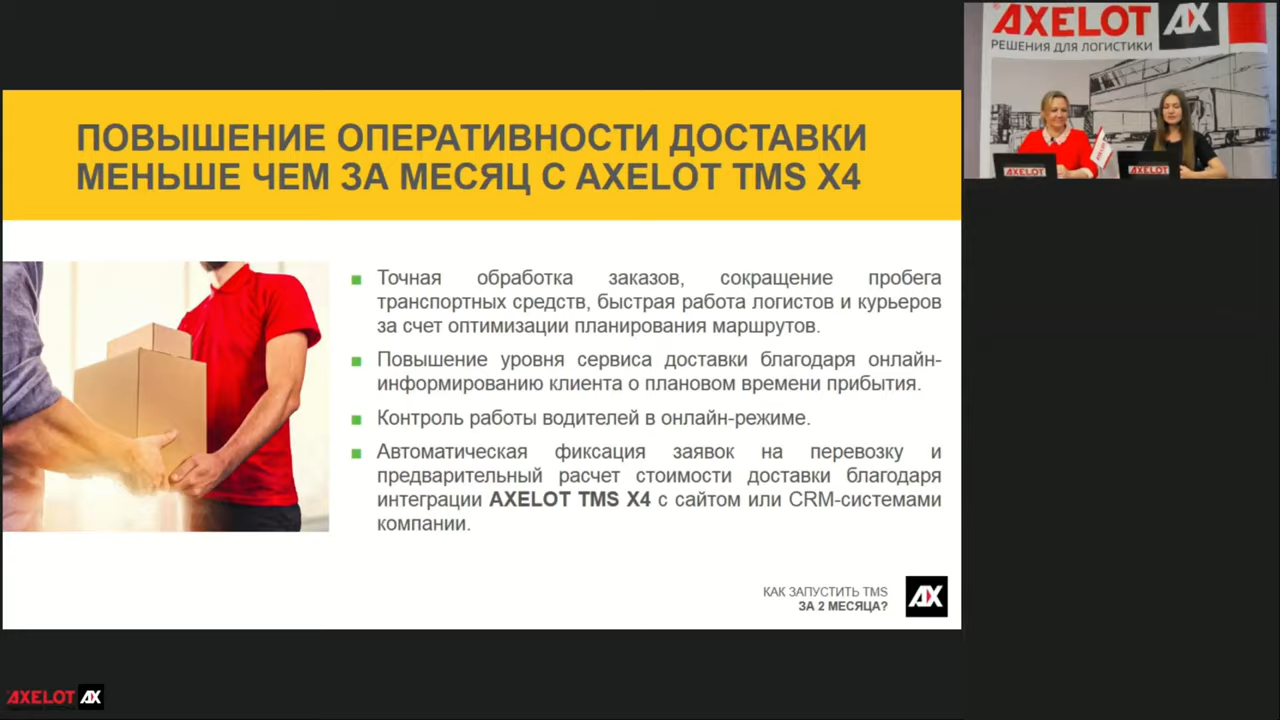 AXELOT AX
РЕШЕНИЯ ДЛЯ ЛОГИСТИКИ
AXELOT
AXELOT
ПОВЫШЕНИЕ ОПЕРАТИВНОСТИ ДОСТАВКИ
МЕНЬШЕ ЧЕМ ЗА МЕСЯЦ С AXELOT TMS X4
Точная обработка заказов, сокращение пробега
транспортных средств, быстрая работа логистов и курьеров
за счет оптимизации планирования маршрутов.
Повышение уровня сервиса доставки благодаря онлайн-
информированию клиента о плановом времени прибытия.
Контроль работы водителей в онлайн-режиме.
Автоматическая фиксация заявок на перевозку и
предварительный расчет стоимости доставки благодаря
интеграции AXELOT TMS X4 с сайтом или CRM-системами
компании.
КАК ЗАПУСТИТЬ TMS
ЗА 2 МЕСЯЦА?
AX
AXELOT AX